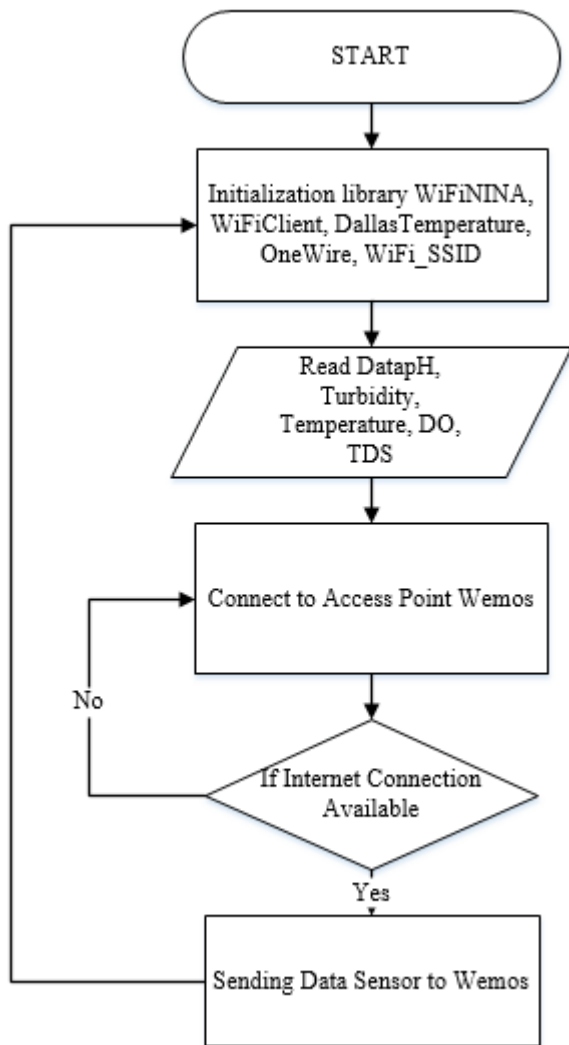 START
Initialization library WiFiNINA,
WiFiClient, DallasTemperature,
OneWire, WiFi_SSID
Read DatapH,
Turbidity,
Temperature, DO,
TDS
Connect to Access Point Wemos
No
If Internet Connection
Available
Yes
Sending Data Sensor to Wemos